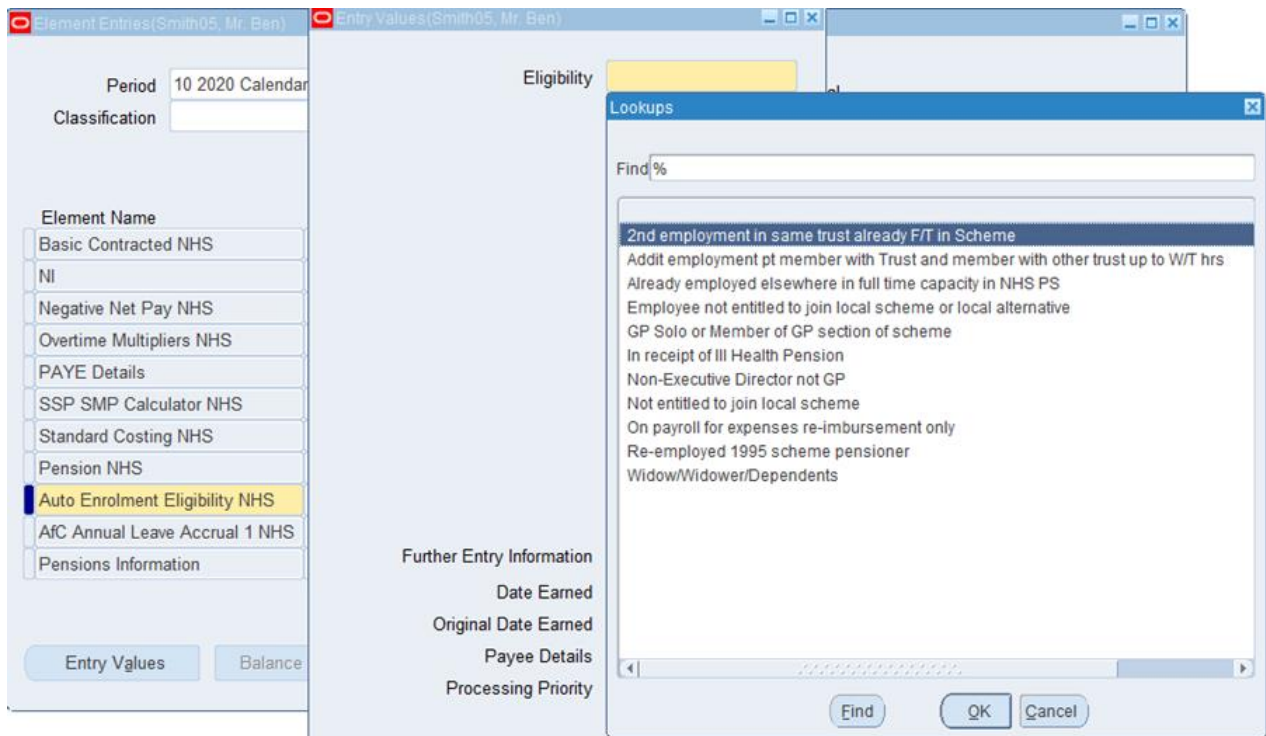 Element Entries(Smith05, Mr. Ben)
Period 10 2020 Calendar
Classification
Element Name
Basic Contracted NHS
NI
Negative Net Pay NHS
Overtime Multipliers NHS
PAYE Details
SSP SMP Calculator NHS
Standard Costing NHS
Pension NHS
Auto Enrolment Eligibility NHS
AfC Annual Leave Accrual 1 NHS
Pensions Information
Entry Values
Balance
Entry Values(Smith05, Mr. Ben)
Eligibility
Further Entry Information
Date Earned
Original Date Earned
Payee Details
Processing Priority
Lookups
Find %
2nd employment in same trust already F/T in Scheme
Addit employment pt member with Trust and member with other trust up to W/T hrs
Already employed elsewhere in full time capacity in NHS PS
Employee not entitled to join local scheme or local alternative
GP Solo or Member of GP section of scheme
In receipt of Ill Health Pension
Non-Executive Director not GP
Not entitled to join local scheme
On payroll for expenses re-imbursement only
Re-employed 1995 scheme pensioner
Widow/Widower/Dependents
Find
OK
Cancel